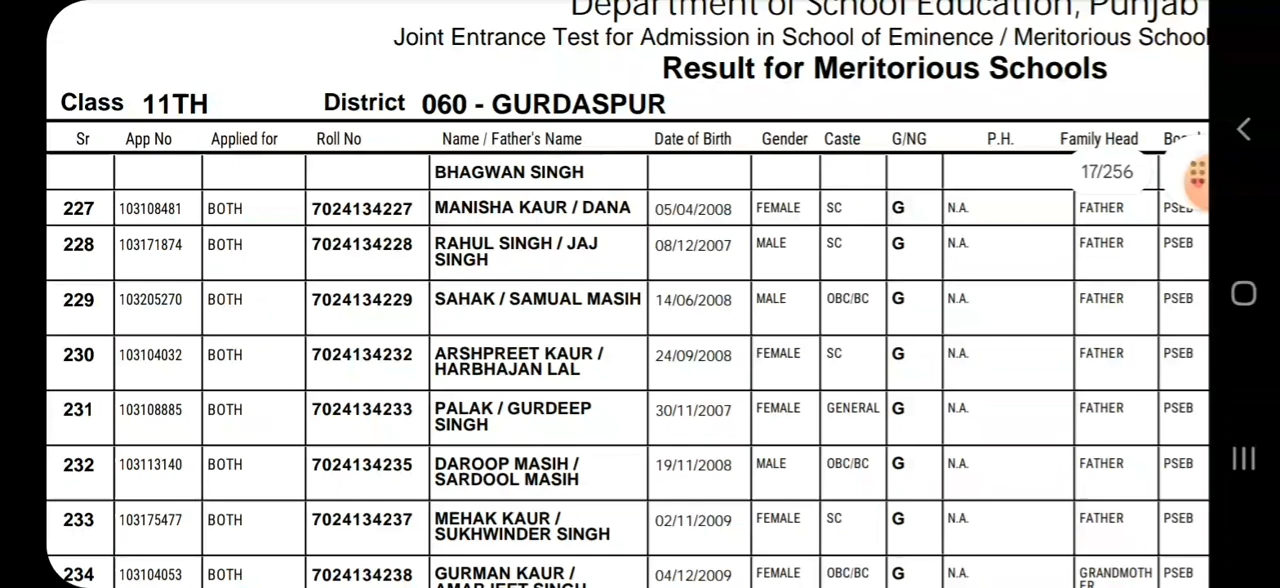 Department of School Education, Punjab
Joint Entrance Test for Admission in School of Eminence / Meritorious School
Result for Meritorious Schools
Class 11TH District 060 - GURDASPUR
Sr App No Applied for Roll No Name / Father's Name Date of Birth Gender Caste G/NG P.H. Family Head
BHAGWAN SINGH 17/256
227 103108481 BOTH 7024134227 MANISHA KAUR / DANA 05/04/2008 FEMALE SC G N.A. FATHER PSEB
228 103171874 BOTH 7024134228 RAHUL SINGH / JAJ 08/12/2007 MALE SC G N.A. FATHER PSEB
SINGH
229 103205270 BOTH 7024134229 SAHAK / SAMUAL MASIH 14/06/2008 MALE OBC/BC G N.A. FATHER PSEB
230 103104032 BOTH 7024134232 ARSHPREET KAUR / 24/09/2008 FEMALE SC G N.A. FATHER PSEB
HARBHAJAN LAL
231 103108885 BOTH 7024134233 PALAK / GURDEEP 30/11/2007 FEMALE GENERAL G N.A. FATHER PSEB
SINGH
232 103113140 BOTH 7024134235 DAROOP MASIH / 19/11/2008 MALE OBC/BC G N.A. FATHER PSEB
SARDOOL MASIH
233 103175477 BOTH 7024134237 MEHAK KAUR / 02/11/2009 FEMALE SC G N.A. FATHER PSEB
SUKHWINDER SINGH
234 103104053 BOTH 7024134238 GURMAN KAUR / 04/12/2009 FEMALE OBC/BC G N.A. GRANDMOTH PSEB
AMARJEET SINGH ER